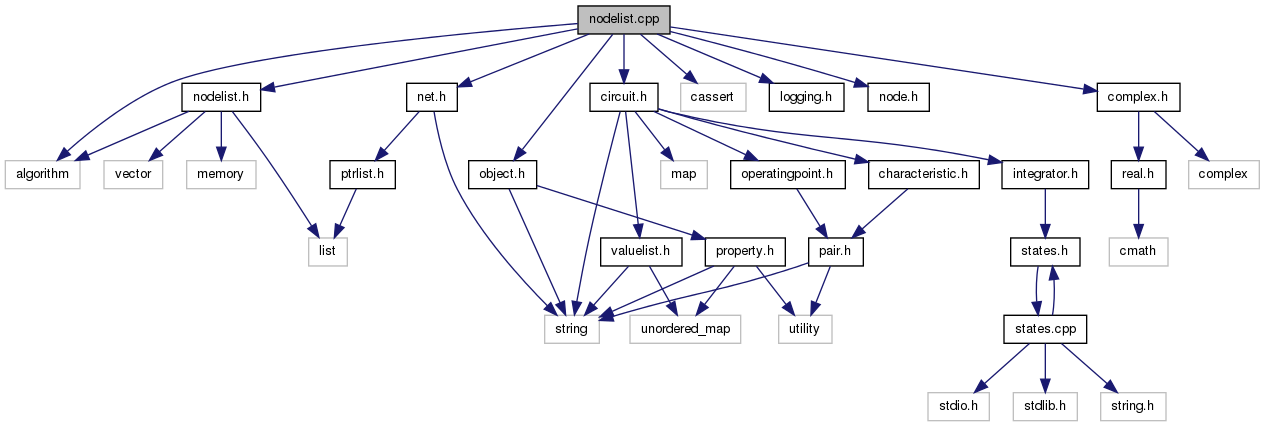 nodelist.cpp
nodelist.h
net.h
circuit.h
cassert
logging.h
node.h
complex.h
algorithm
vector
memory
ptrlist.h
object.h
map
operatingpoint.h
characteristic.h
integrator.h
real.h
complex
list
valuelist.h
property.h
pair.h
states.h
cmath
string
unordered_map
utility
states.cpp
stdio.h
stdlib.h
string.h